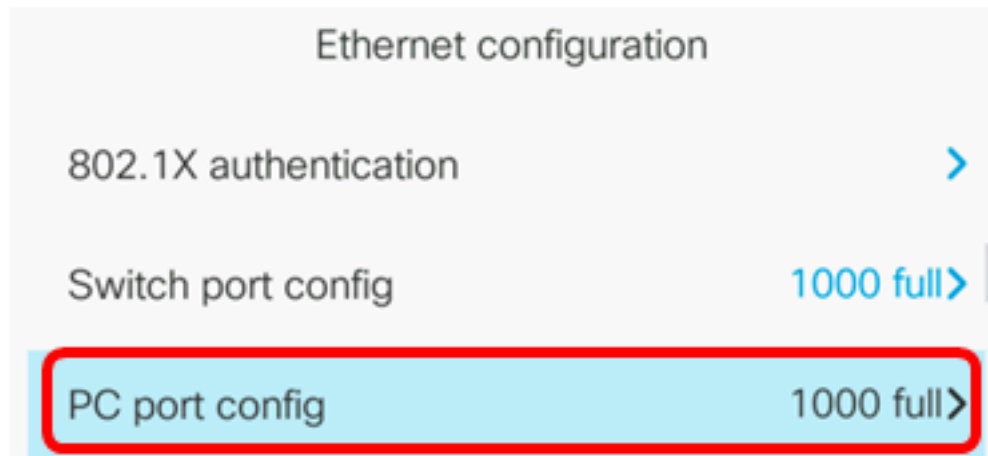 Ethernet configuration
802.1X authentication
Switch port config 1000 full
PC port config 1000 full